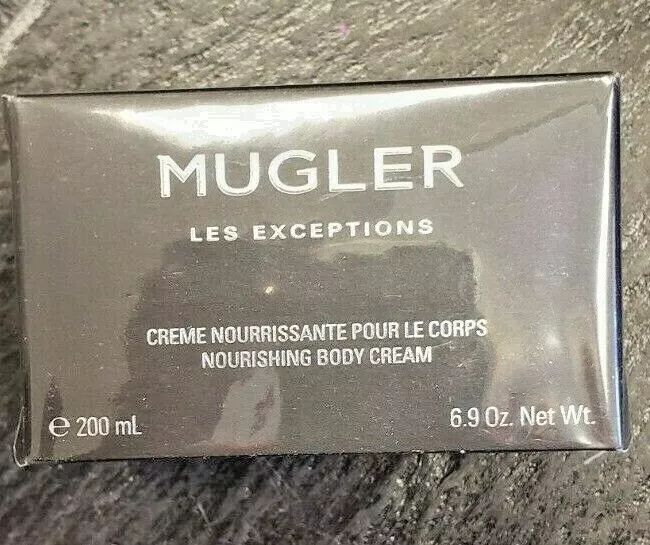 MUGLER
LES EXCEPTIONS
CREME NOURRISSANTE POUR LE CORPS
NOURISHING BODY CREAM
e 200 mL 6.9 Oz. Net Wt.